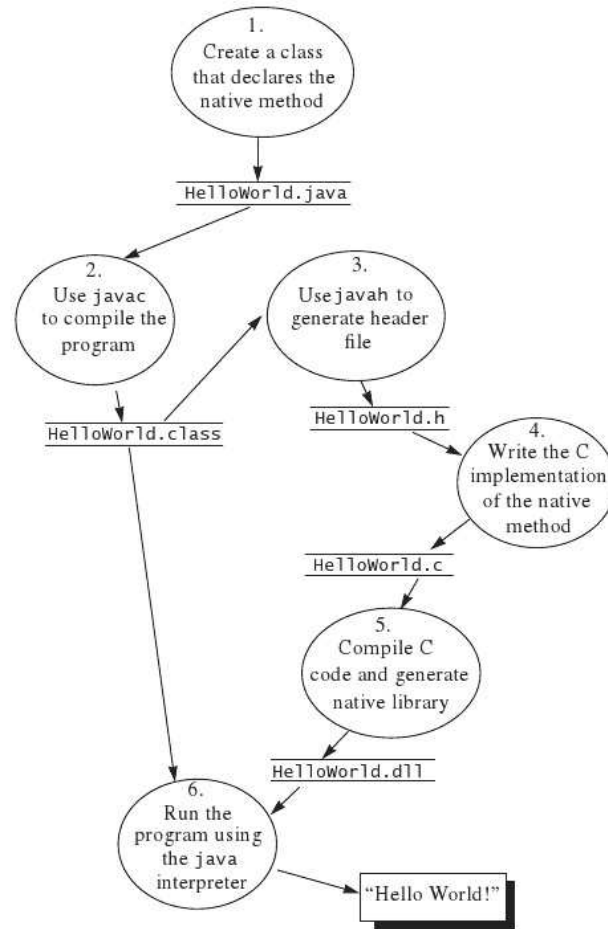 1.
Create a class
that declares the
native method
HelloWorld.java
2.
Use javac
to compile the
program
3.
Use javah to
generate header
file
HelloWorld.class
HelloWorld.h
4.
Write the C
implementation
of the native
method
HelloWorld.c
5.
Compile C
code and generate
native library
HelloWorld.dll
6.
Run the
program using
the java
interpreter
“Hello World!”